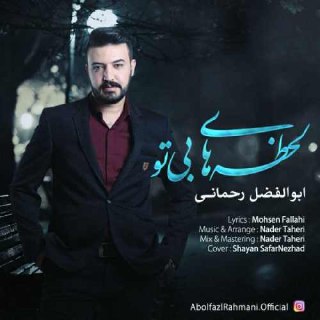 لحظه های
بی تو
ابوالفضل رحمانی
Lyrics : Mohsen Fallahi
Music & Arrange : Nader Taheri
Mix & Mastering : Nader Taheri
Cover : Shayan SafarNezhad
AbolfazlRahmani.Official